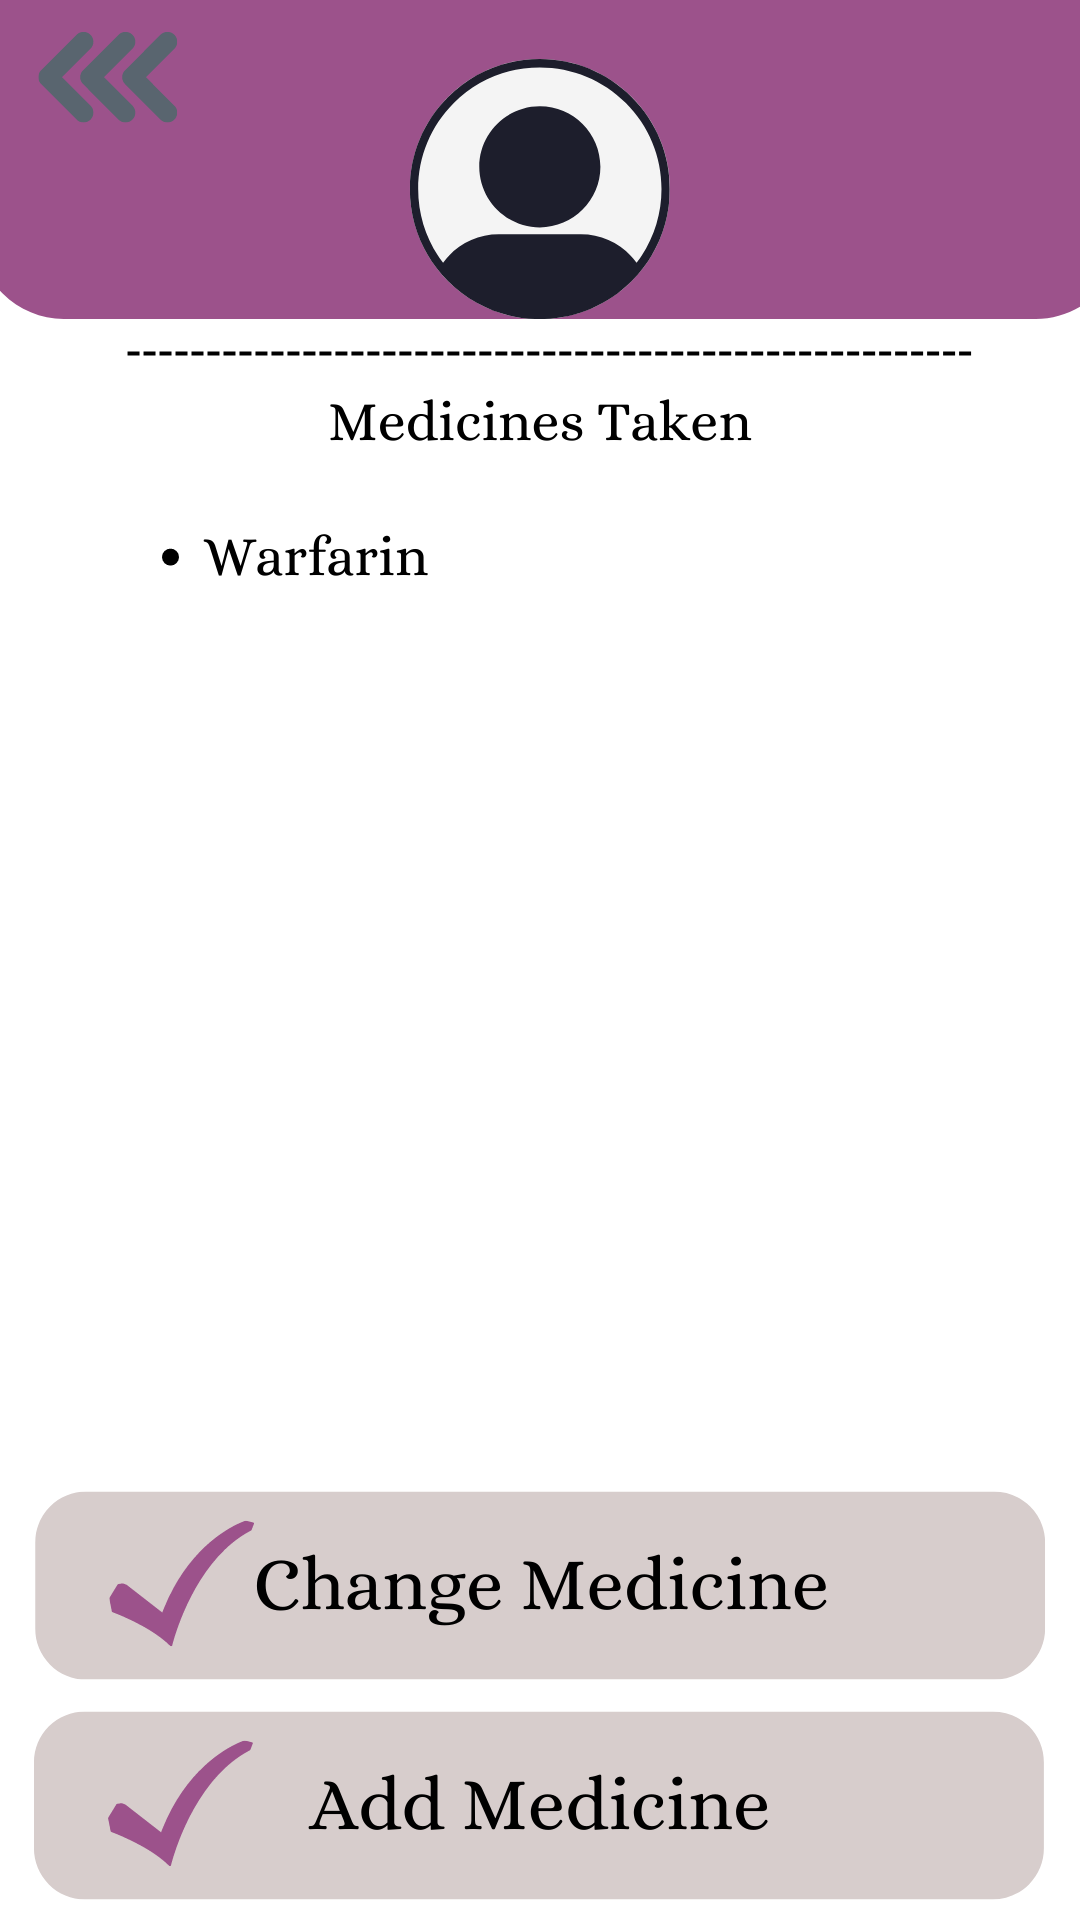 Medicines Taken
• Warfarin
Change Medicine
Add Medicine